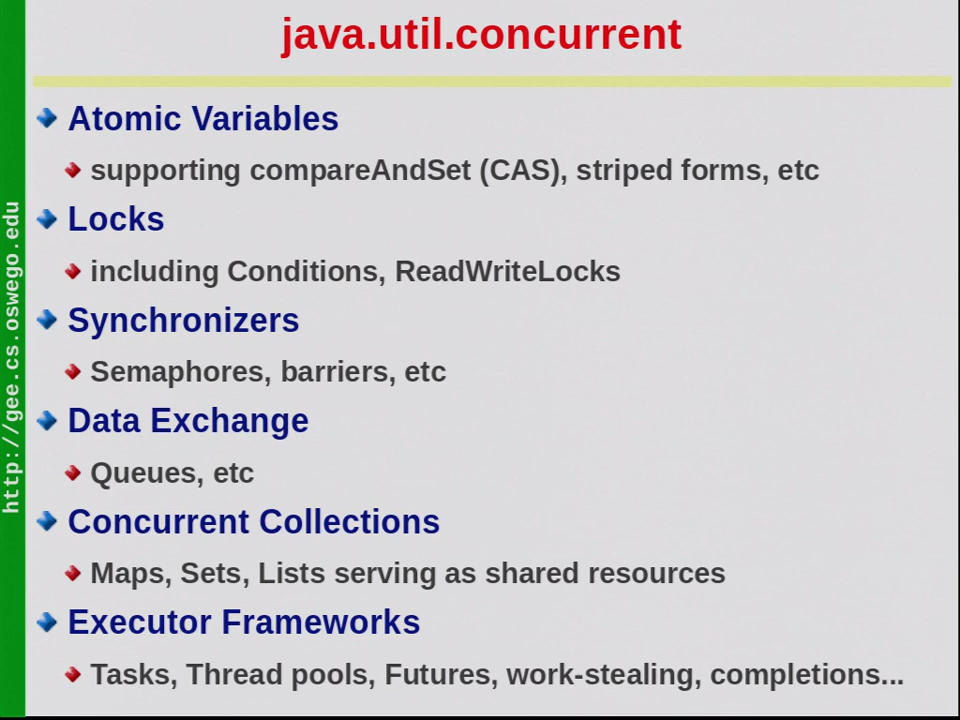 java.util.concurrent
Atomic Variables
supporting compareAndSet (CAS), striped forms, etc
Locks
including Conditions, ReadWriteLocks
Synchronizers
Semaphores, barriers, etc
Data Exchange
Queues, etc
Concurrent Collections
Maps, Sets, Lists serving as shared resources
Executor Frameworks
Tasks, Thread pools, Futures, work-stealing, completions...
http://gee.cs.oswego.edu